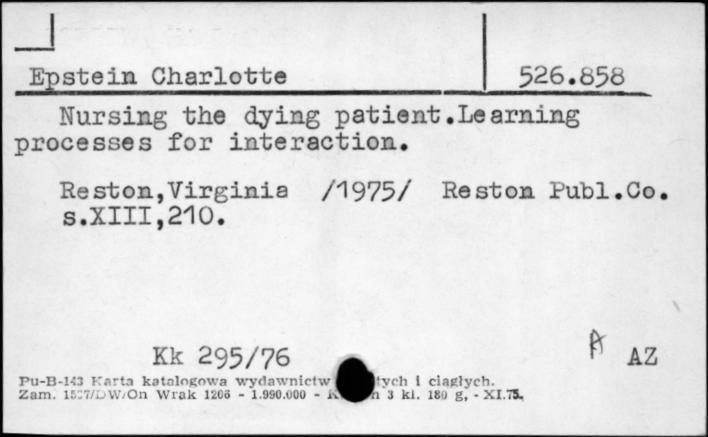 Epstein Charlotte 526.858
Nursing the dying patient.Learning
processes for interaction.
Reston,Virginia /1975/ Reston Publ.Co.
s.XIII,210.
A AZ
Kk 295/76
Pu-B-143 Karta katalogowa wydawnictw i ciągłych.
Zam. W/On Wrak 1206 - 1.990.000 - 3 kl. 180 g, - XI.75.